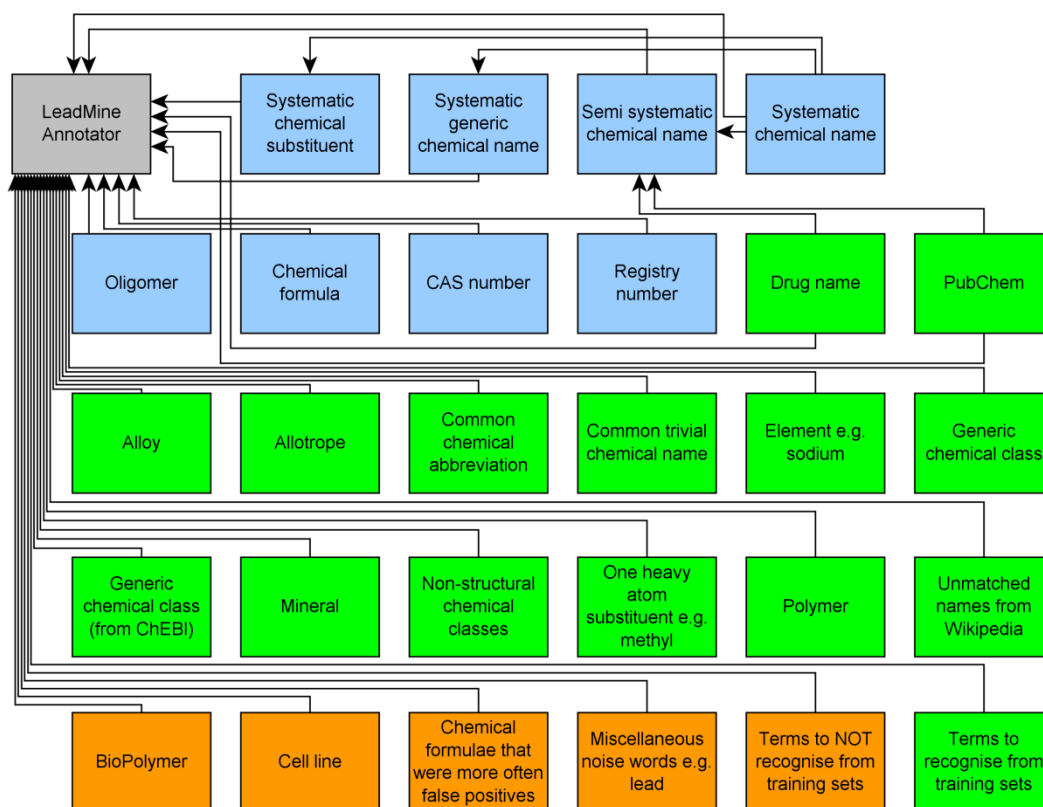 LeadMine
Annotator
Systematic
chemical
substituent
Systematic
generic
chemical name
Semi systematic
chemical name
Systematic
chemical name
Oligomer
Chemical
formula
CAS number
Registry
number
Drug name
PubChem
Alloy
Allotrope
Common
chemical
abbreviation
Common trivial
chemical name
Element e.g.
sodium
Generic
chemical class
Generic
chemical class
(from ChEBI)
Mineral
Non-structural
chemical
classes
One heavy
atom
substituent e.g.
methyl
Polymer
Unmatched
names from
Wikipedia
BioPolymer
Cell line
Chemical
formulae that
were more often
false positives
Miscellaneous
noise words e.g.
lead
Terms to NOT
recognise from
training sets
Terms to
recognise from
training sets